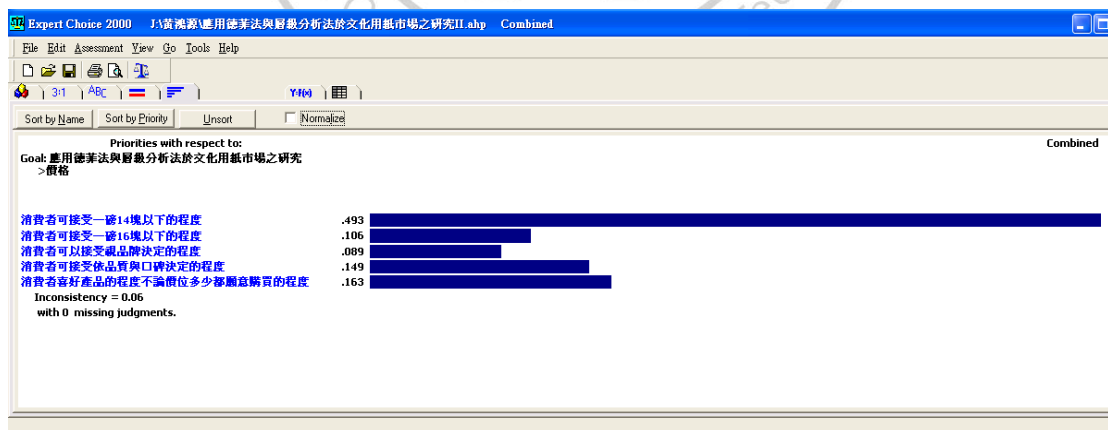 Expert Choice 2000 J:\黃鴻源\應用德菲法與層級分析法於文化用紙市場之研究II.ahp Combined
File Edit Assessment View Go Tools Help
3:1 ABC Y=f(x)
Sort by Name Sort by Priority Unsort Normalize
Priorities with respect to: Combined
Goal: 應用德菲法與層級分析法於文化用紙市場之研究
>價格
消費者可接受一磅14塊以下的程度 .493
消費者可接受一磅16塊以下的程度 .106
消費者可以接受視品牌決定的程度 .089
消費者可接受依品質與口碑決定的程度 .149
消費者喜好產品的程度不論價位多少都願意購買的程度 .163
Inconsistency = 0.06
with 0 missing judgments.